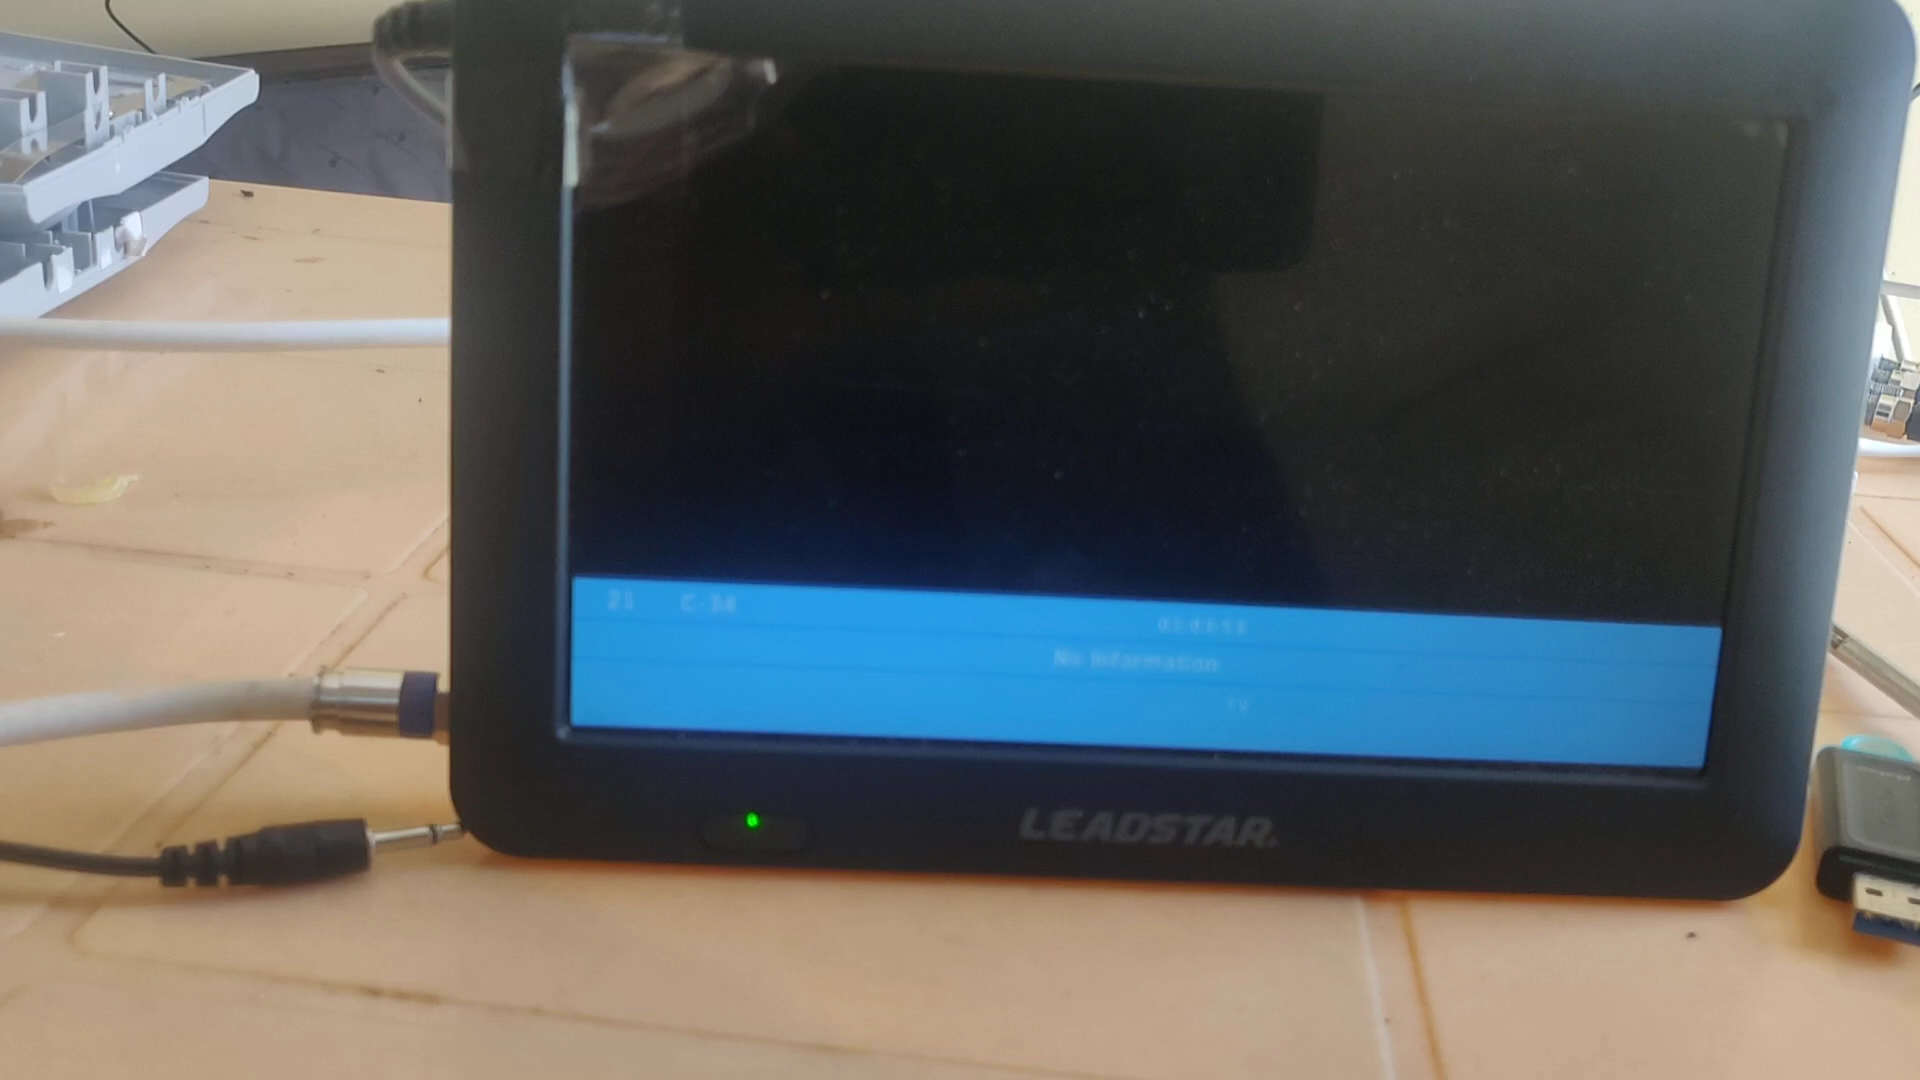 21 C-34
No Information
TV
LEADSTAR